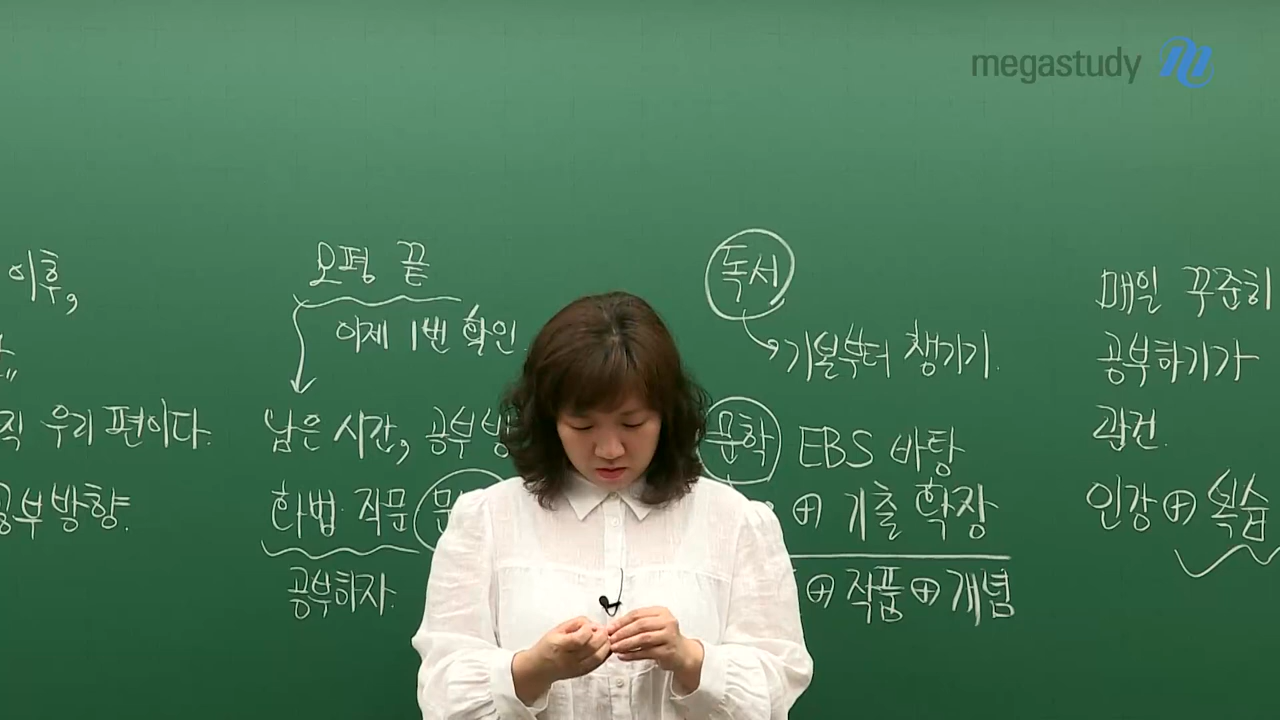 megastudy
이후,
직 우리 편이다.
공부방향.
모평 끝
이제 1번 확인
남은 시간, 공부 방
화법 작문 문
공부하자.
독서
기본부터 챙기기.
문학 EBS 바탕
⊕ 기출 확장
⊕ 작품 ⊕ 개념
매일 꾸준히
공부하기가
관건.
인강 ⊕ 복습